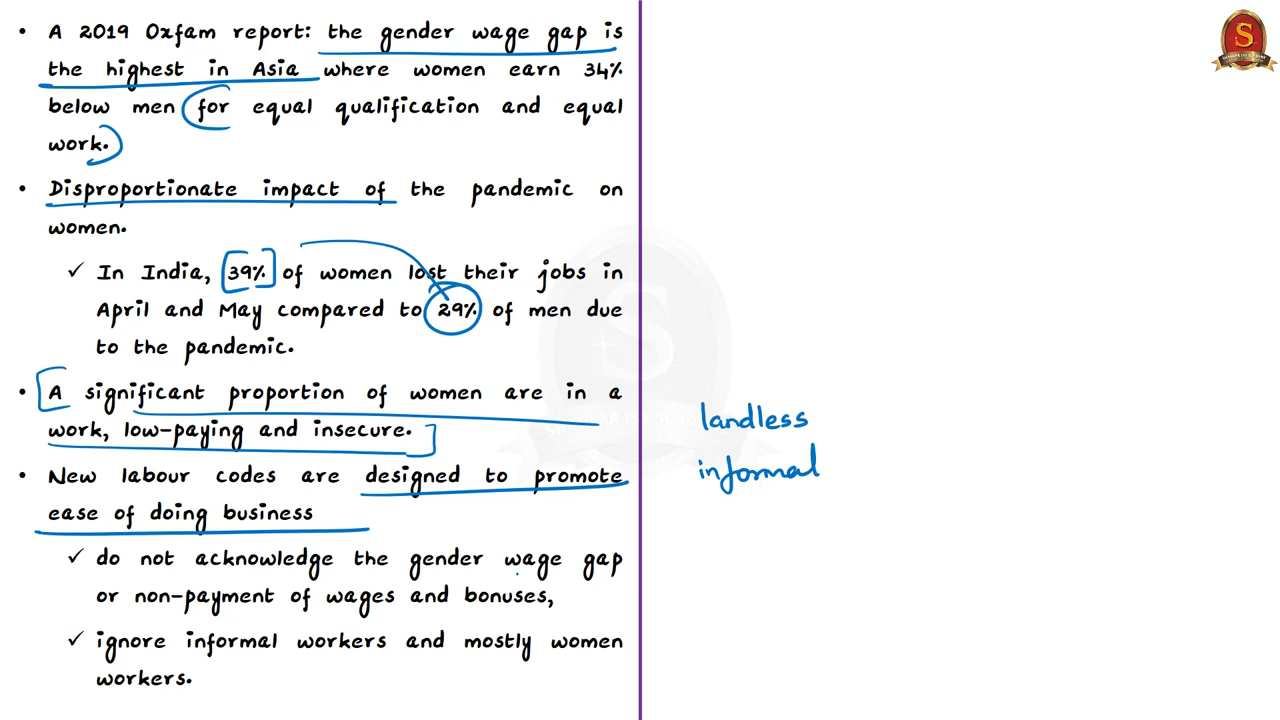 • A 2019 Oxfam report: the gender wage gap is
the highest in Asia where women earn 34%
below men for equal qualification and equal
work.
• Disproportionate impact of the pandemic on
women.
✓ In India, 39% of women lost their jobs in
April and May compared to 29% of men due
to the pandemic.
• A significant proportion of women are in a
work, low-paying and insecure.
• New labour codes are designed to promote
ease of doing business
✓ do not acknowledge the gender wage gap
or non-payment of wages and bonuses,
✓ ignore informal workers and mostly women
workers.
landless
informal
S